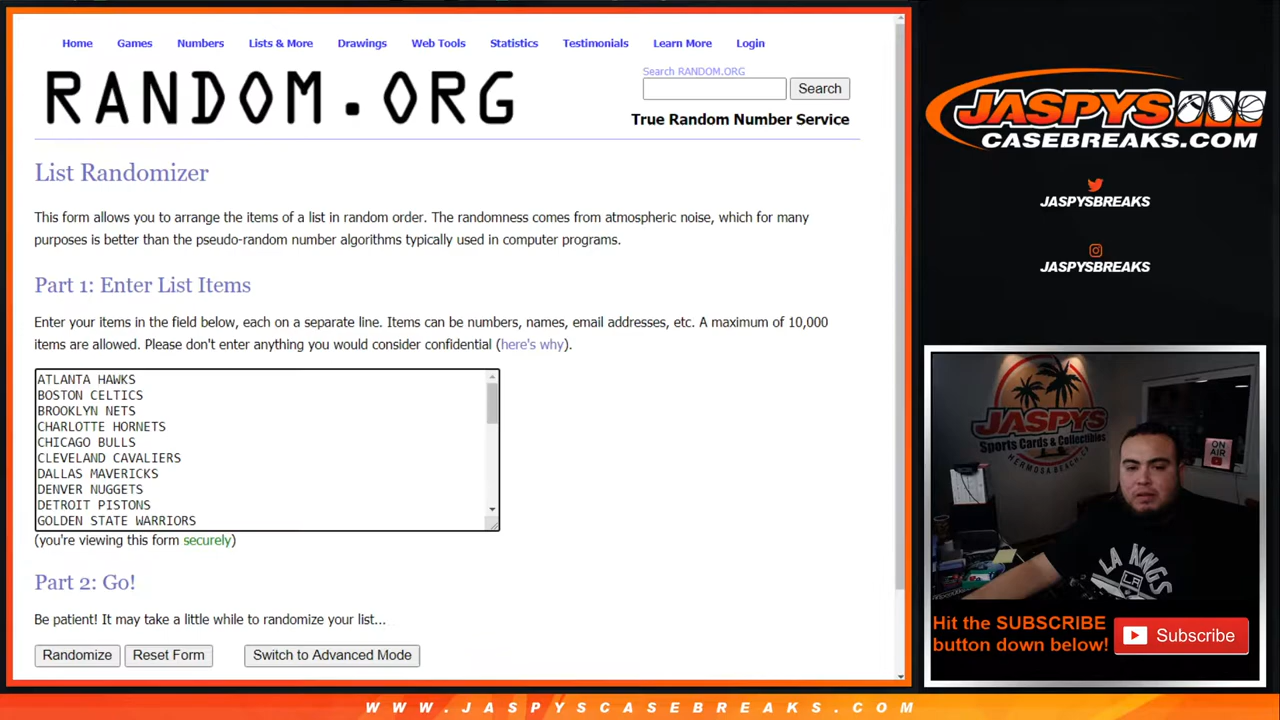 Home Games Numbers Lists & More Drawings Web Tools Statistics Testimonials Learn More Login
RANDOM.ORG
Search RANDOM.ORG
Search
True Random Number Service
List Randomizer
This form allows you to arrange the items of a list in random order. The randomness comes from atmospheric noise, which for many
purposes is better than the pseudo-random number algorithms typically used in computer programs.
Part 1: Enter List Items
Enter your items in the field below, each on a separate line. Items can be numbers, names, email addresses, etc. A maximum of 10,000
items are allowed. Please don't enter anything you would consider confidential (here's why).
ATLANTA HAWKS
BOSTON CELTICS
BROOKLYN NETS
CHARLOTTE HORNETS
CHICAGO BULLS
CLEVELAND CAVALIERS
DALLAS MAVERICKS
DENVER NUGGETS
DETROIT PISTONS
GOLDEN STATE WARRIORS
(you're viewing this form securely)
Part 2: Go!
Be patient! It may take a little while to randomize your list...
Randomize Reset Form Switch to Advanced Mode
JASPYS
CASEBREAKS.COM
JASPYSBREAKS
JASPYSBREAKS
JASPYS
Sports Cards & Collectibles
HERMOSA BEACH, CA
ON
AIR
LA KINGS
LA
Hit the SUBSCRIBE
button down below!
Subscribe
WWW.JASPYSCASEBREAKS.COM